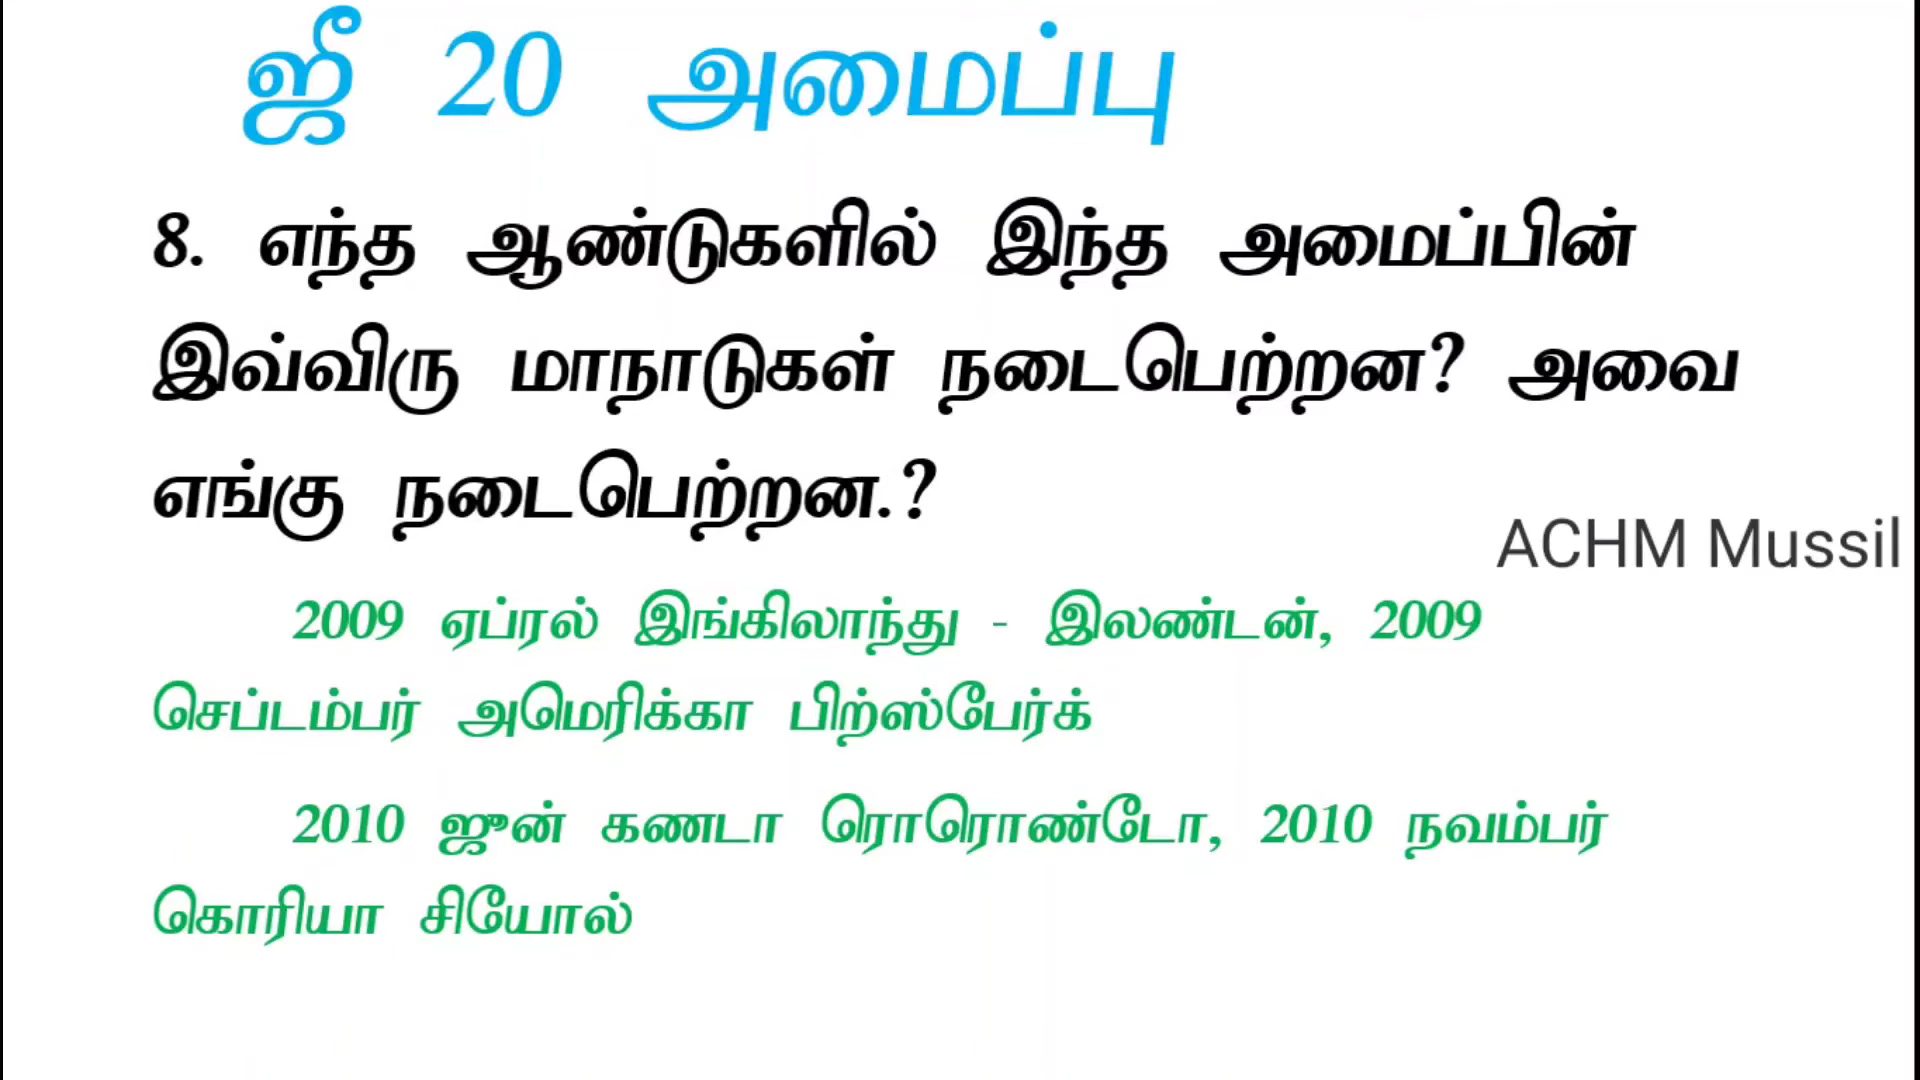 ஜீ 20 அமைப்பு
8. எந்த ஆண்டுகளில் இந்த அமைப்பின்
இவ்விரு மாநாடுகள் நடைபெற்றன? அவை
எங்கு நடைபெற்றன.?
ACHM Mussil
2009 ஏப்ரல் இங்கிலாந்து - இலண்டன், 2009
செப்டம்பர் அமெரிக்கா பிற்ஸ்பேர்க்
2010 ஜுன் கணடா ரொரொண்டோ, 2010 நவம்பர்
கொரியா சியோல்